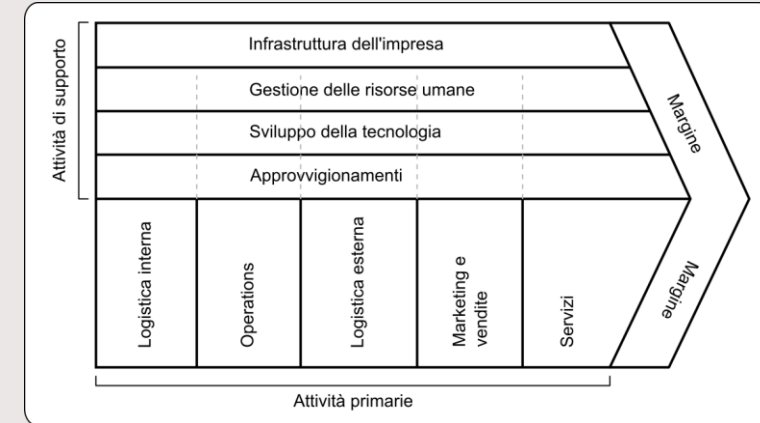 Attività di supporto
Infrastruttura dell'impresa
Gestione delle risorse umane
Sviluppo della tecnologia
Approvvigionamenti
Margine
Logistica interna
Operations
Logistica esterna
Marketing e
vendite
Servizi
Margine
Attività primarie